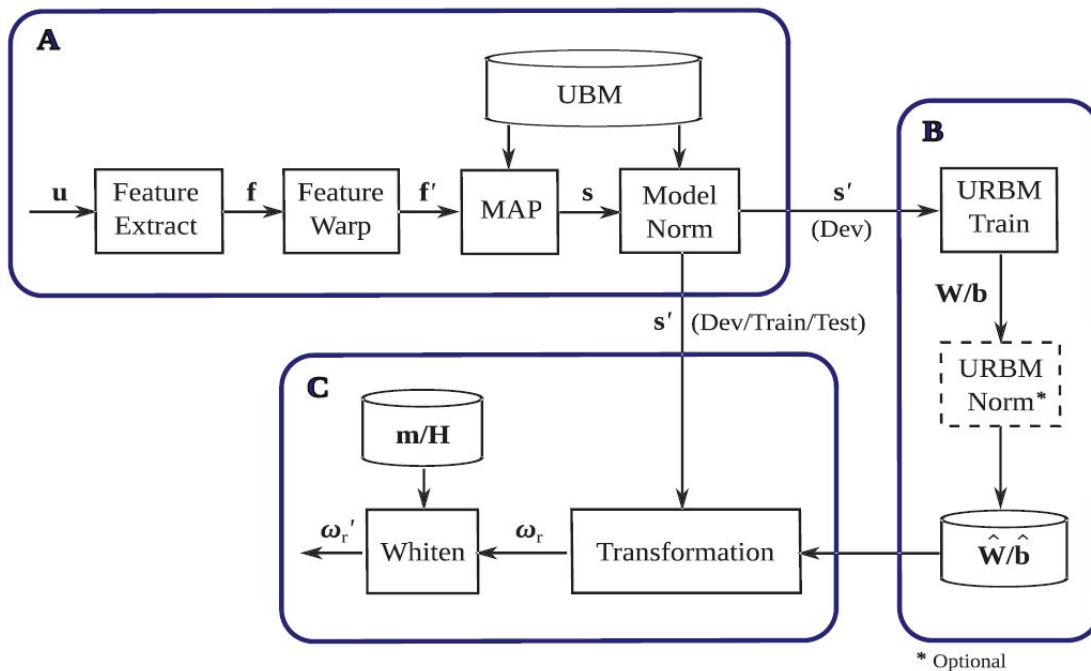 A
UBM
B
u
Feature
Extract
f
Feature
Warp
f′
MAP
s
Model
Norm
s′
(Dev)
URBM
Train
W/b
s′ (Dev/Train/Test)
URBM
Norm*
C
m/H
ω_r′
Whiten
ω_r
Transformation
Ŵ/b̂
* Optional